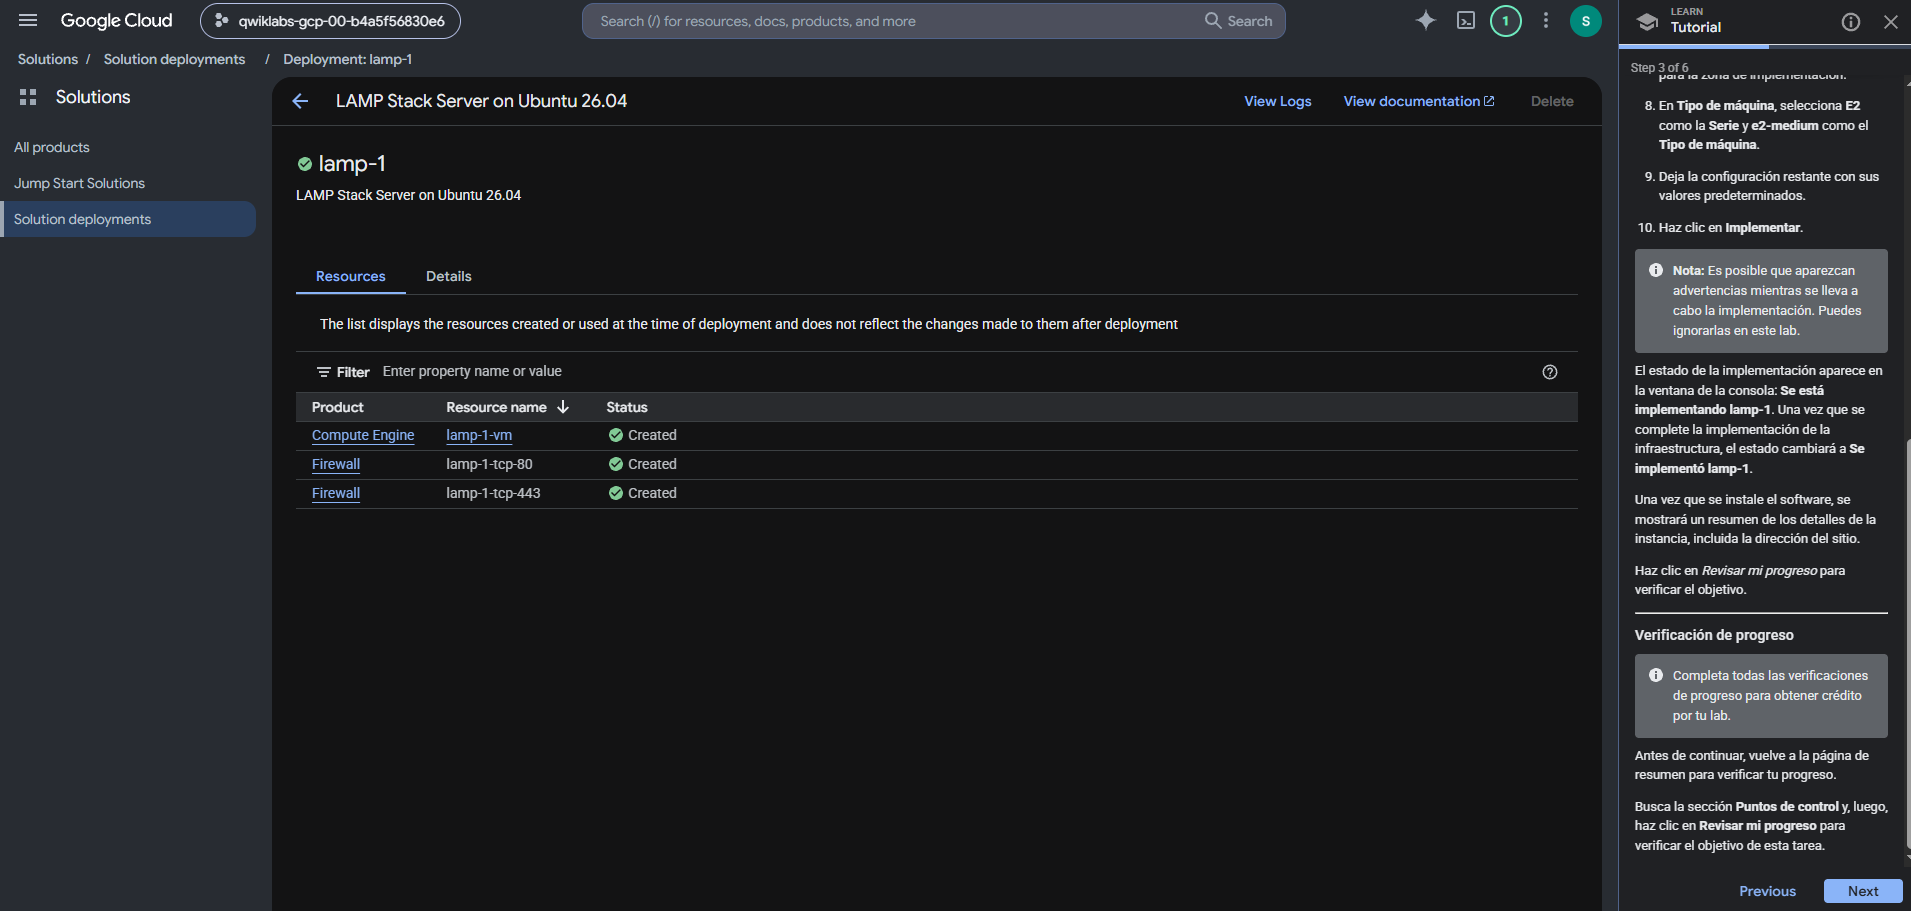 Google Cloud
qwiklabs-gcp-00-b4a5f56830e6
Search (/) for resources, docs, products, and more
Search
1
S
LEARN
Tutorial
Solutions / Solution deployments / Deployment: lamp-1
Step 3 of 6
Solutions
All products
Jump Start Solutions
Solution deployments
LAMP Stack Server on Ubuntu 26.04
View Logs
View documentation
Delete
lamp-1
LAMP Stack Server on Ubuntu 26.04
Resources
Details
The list displays the resources created or used at the time of deployment and does not reflect the changes made to them after deployment
Filter Enter property name or value
Product Resource name Status
Compute Engine lamp-1-vm Created
Firewall lamp-1-tcp-80 Created
Firewall lamp-1-tcp-443 Created
para la zona de implementación.
8. En Tipo de máquina, selecciona E2
como la Serie y e2-medium como el
Tipo de máquina.
9. Deja la configuración restante con sus
valores predeterminados.
10. Haz clic en Implementar.
Nota: Es posible que aparezcan
advertencias mientras se lleva a
cabo la implementación. Puedes
ignorarlas en este lab.
El estado de la implementación aparece en
la ventana de la consola: Se está
implementando lamp-1. Una vez que se
complete la implementación de la
infraestructura, el estado cambiará a Se
implementó lamp-1.
Una vez que se instale el software, se
mostrará un resumen de los detalles de la
instancia, incluida la dirección del sitio.
Haz clic en Revisar mi progreso para
verificar el objetivo.
Verificación de progreso
Completa todas las verificaciones
de progreso para obtener crédito
por tu lab.
Antes de continuar, vuelve a la página de
resumen para verificar tu progreso.
Busca la sección Puntos de control y, luego,
haz clic en Revisar mi progreso para
verificar el objetivo de esta tarea.
Previous
Next